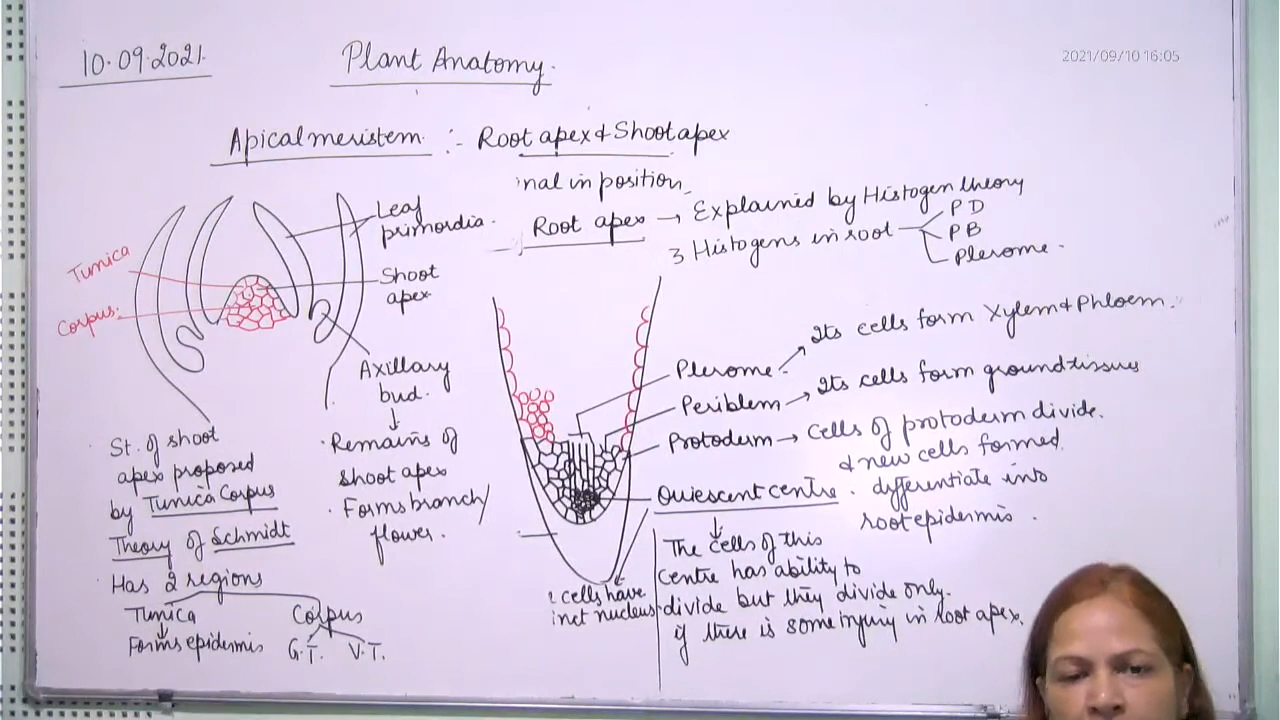 10.09.2021.
Plant Anatomy.
2021/09/10 16:05
Apical meristem :- Root apex & Shoot apex
nal in position
Root apex → Explained by Histogen theory
3 Histogens in root
PD
PB
Plerome.
Leaf
primordia.
Tunica
Shoot
apex
Corpus.
Axillary
bud.
Remains of
shoot apex
Forms branch/
flower.
St. of shoot
apex proposed
by Tunica Corpus
Theory of Schmidt
Has 2 regions
Tunica
Corpus
Forms epidermis
G.T.
V.T.
Plerome → Its cells form Xylem & Phloem.
Periblem → Its cells form ground tissues
Protoderm → Cells of protoderm divide.
& new cells formed
differentiate into
root epidermis.
Quiescent centre.
The cells of this
centre has ability to
divide but they divide only.
if there is some injury in root apex.
cells have
inct nucleus